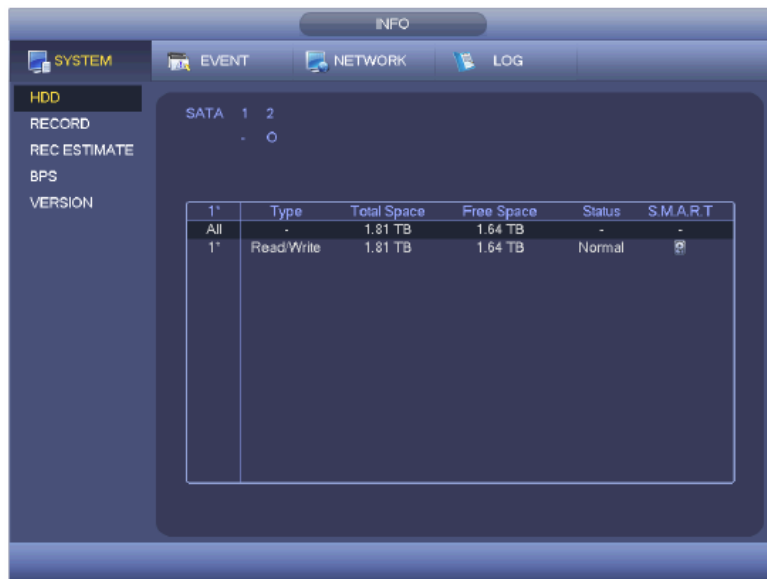 INFO
SYSTEM EVENT NETWORK LOG
HDD
RECORD
REC ESTIMATE
BPS
VERSION
SATA 1 2
- O
1* Type Total Space Free Space Status S.M.A.R.T
All - 1.81 TB 1.64 TB - -
1* Read/Write 1.81 TB 1.64 TB Normal